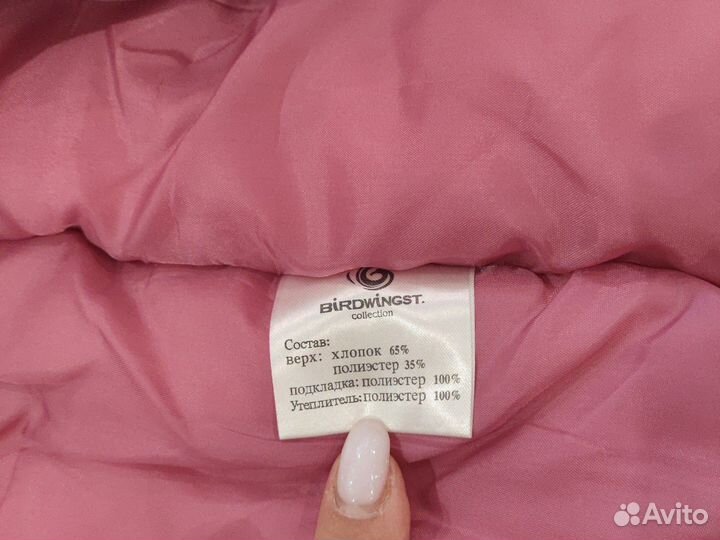 BIRDWINGST.
collection
Состав:
верх: хлопок 65%
полиэстер 35%
подкладка: полиэстер 100%
Утеплитель: полиэстер 100%
Avito